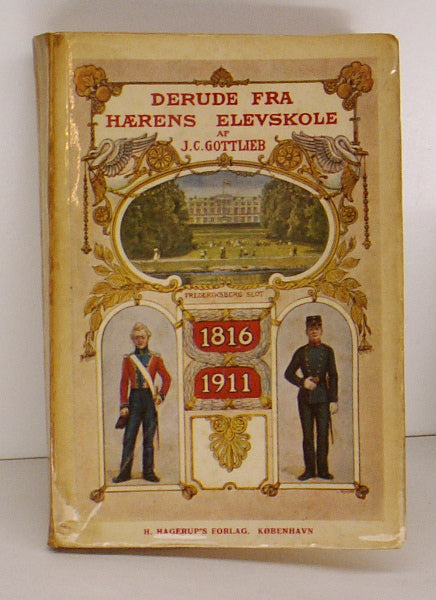 DERUDE FRA
HÆRENS ELEVSKOLE
AF
J.C. GOTTLIEB
FREDERIKSBERG SLOT
1816
1911
H. HAGERUP'S FORLAG. KØBENHAVN